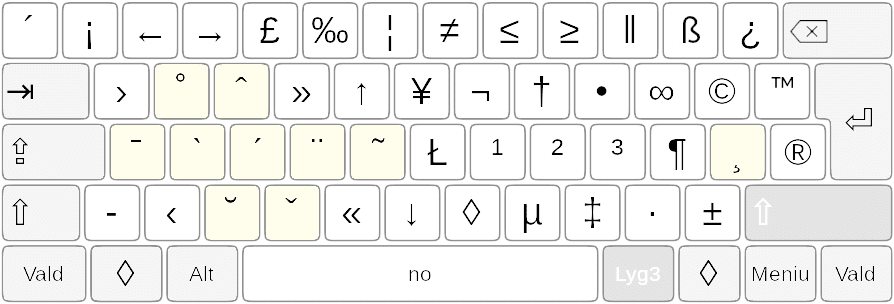 ´ ¡ ← → £ ‰ ¦ ≠ ≤ ≥ ǁ ß ¿ ⌫
⇥ › ° ˆ » ↑ ¥ ¬ † • ∞ © ™ ⏎
⇪ ¯ ` ´ ¨ ˜ Ł 1 2 3 ¶ ¸ ®
⇧ - ‹ ˘ ˇ « ↓ ◊ µ ‡ · ± ⇧
Vald ◊ Alt no Lyg3 ◊ Meniu Vald